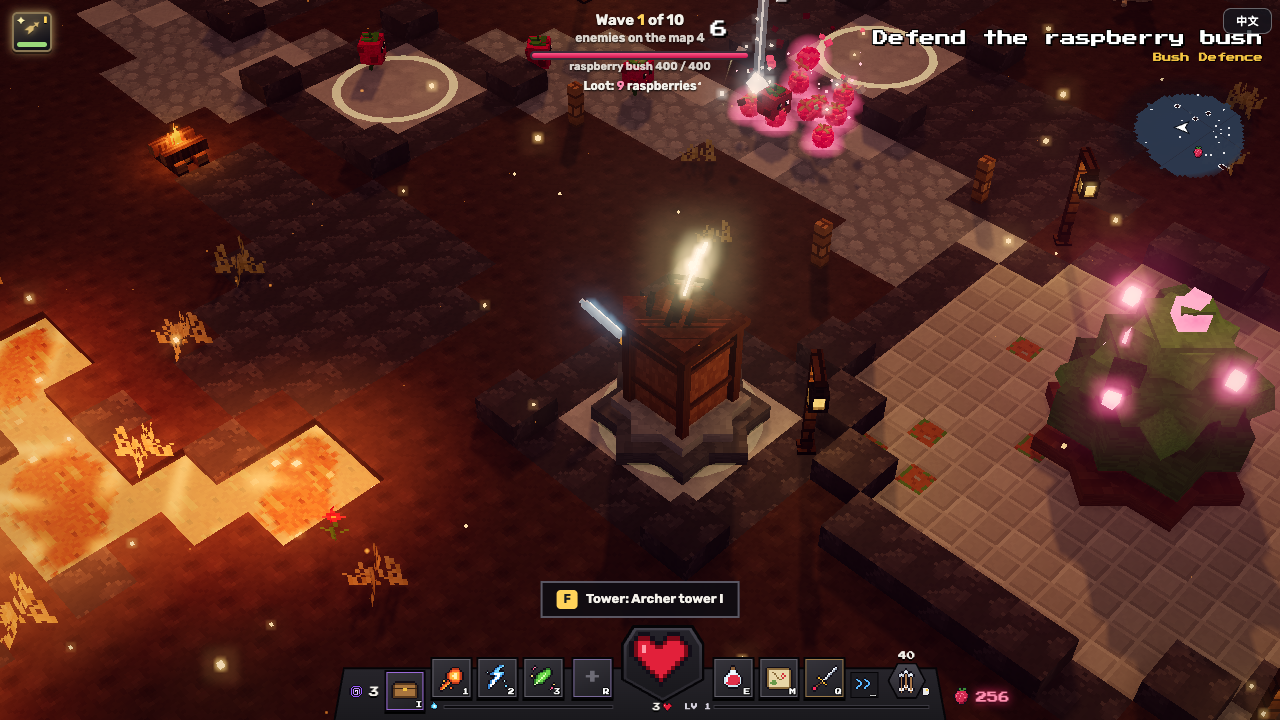 Wave 1 of 10
enemies on the map 4
6
raspberry bush 400 / 400
Loot: 9 raspberries
中文
Defend the raspberry bush
Bush Defence
F Tower: Archer tower I
3
I
1
2
3
R
3
LV 1
E
M
Q
40
B
256